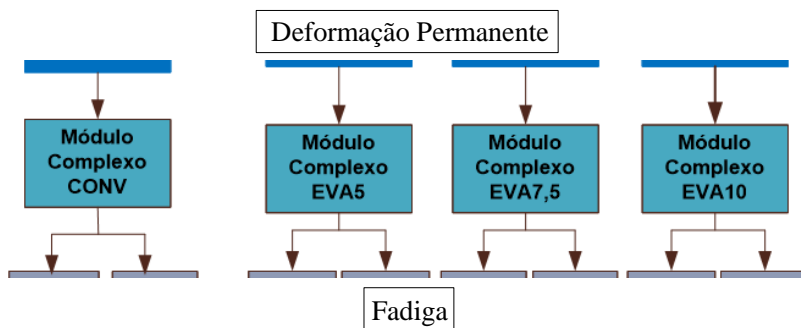 Deformação Permanente
Módulo
Complexo
CONV
Módulo
Complexo
EVA5
Módulo
Complexo
EVA7,5
Módulo
Complexo
EVA10
Fadiga